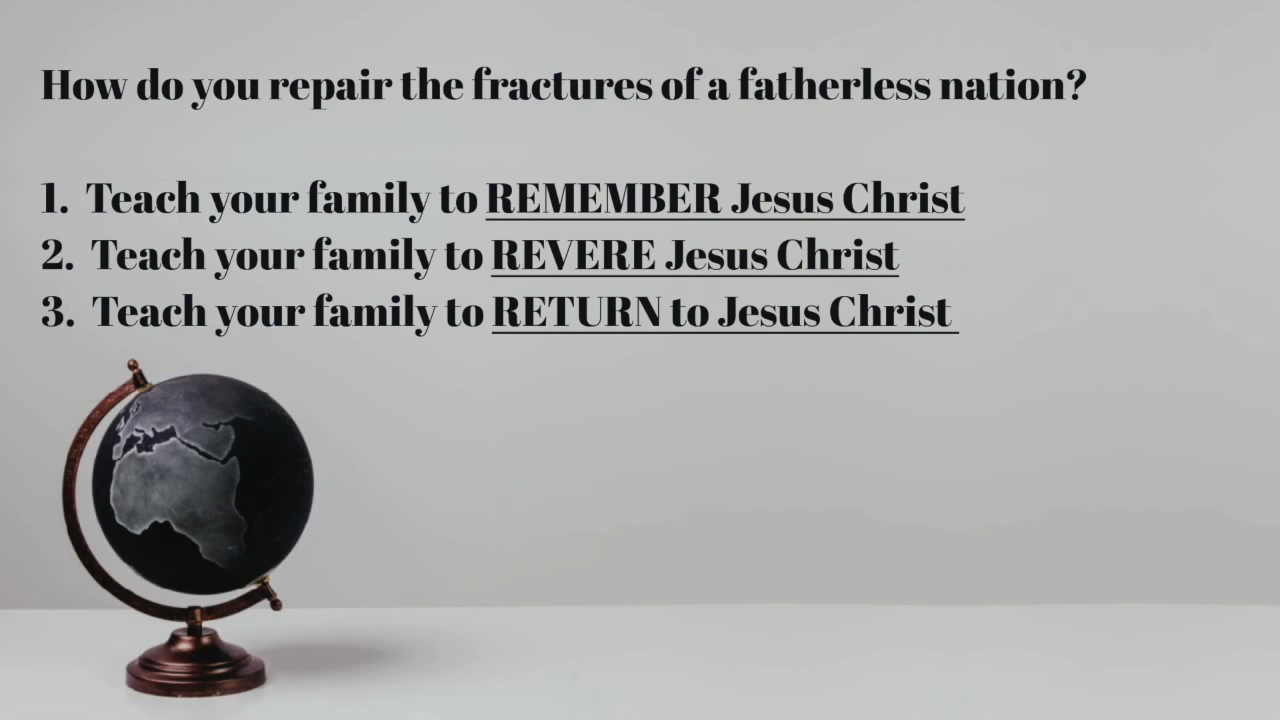 How do you repair the fractures of a fatherless nation?
1. Teach your family to REMEMBER Jesus Christ
2. Teach your family to REVERE Jesus Christ
3. Teach your family to RETURN to Jesus Christ